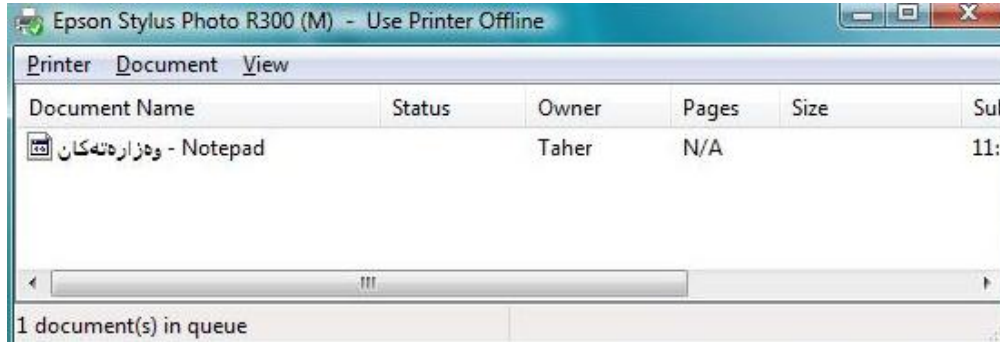 Epson Stylus Photo R300 (M) - Use Printer Offline
Printer Document View
Document Name Status Owner Pages Size Sul
وەزارەتەکان - Notepad Taher N/A 11:
1 document(s) in queue